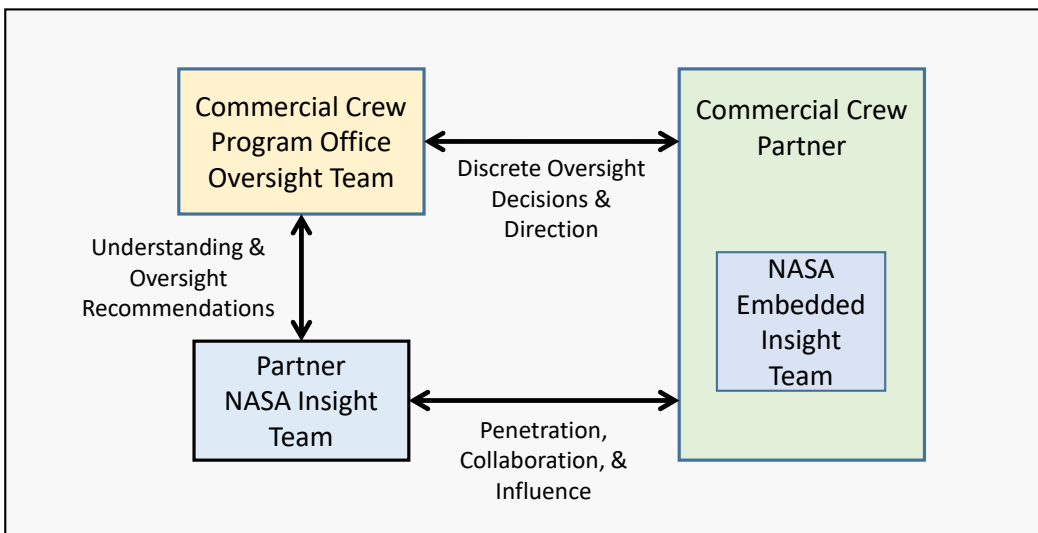 Commercial Crew
Program Office
Oversight Team
Commercial Crew
Partner
Discrete Oversight
Decisions &
Direction
Understanding &
Oversight
Recommendations
NASA
Embedded
Insight
Team
Partner
NASA Insight
Team
Penetration,
Collaboration, &
Influence